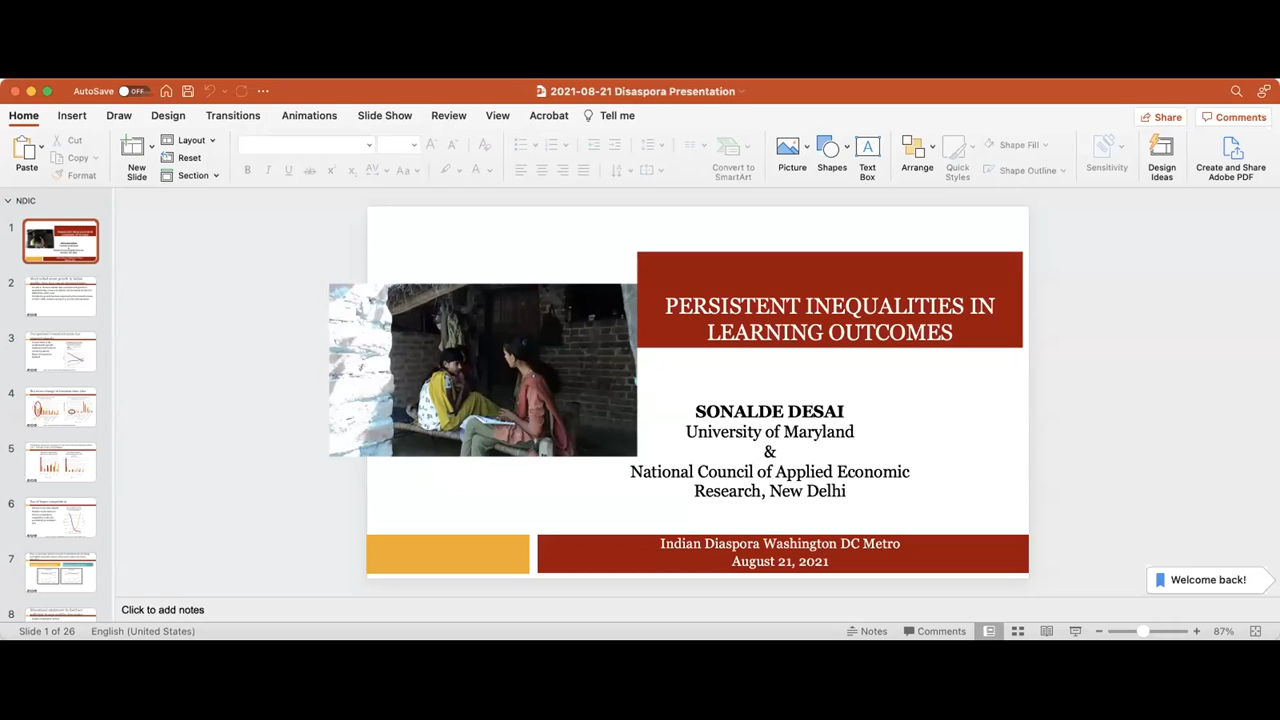 AutoSave OFF
2021-08-21 Disaspora Presentation
Home Insert Draw Design Transitions Animations Slide Show Review View Acrobat Tell me
Share Comments
Paste
Cut
Copy
Format
New
Slide
Layout
Reset
Section
Convert to
SmartArt
Picture
Shapes
Text
Box
Arrange
Quick
Styles
Shape Fill
Shape Outline
Sensitivity
Design
Ideas
Create and Share
Adobe PDF
NDIC
1
2
3
4
5
6
7
8
PERSISTENT INEQUALITIES IN
LEARNING OUTCOMES
SONALDE DESAI
University of Maryland
&
National Council of Applied Economic
Research, New Delhi
Indian Diaspora Washington DC Metro
August 21, 2021
Welcome back!
Click to add notes
Slide 1 of 26 English (United States)
Notes Comments 87%